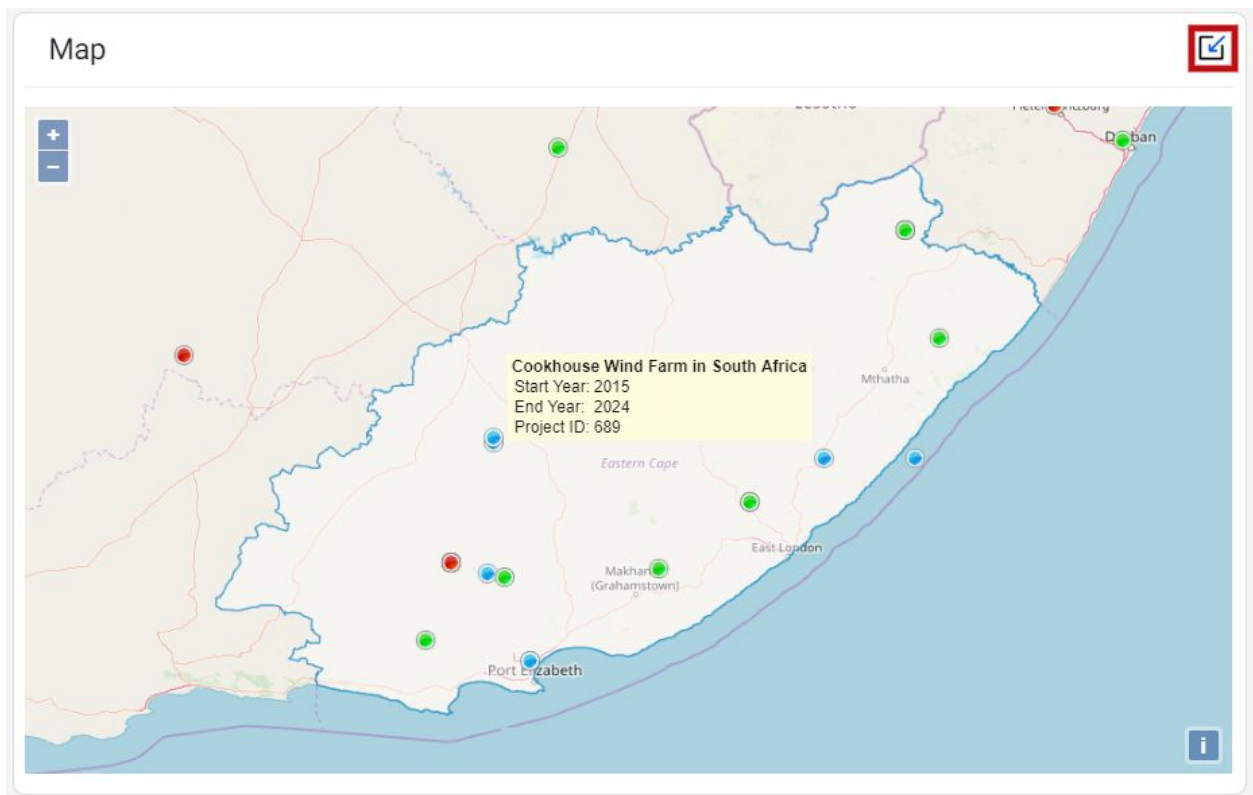 Map
+
−
Cookhouse Wind Farm in South Africa
Start Year: 2015
End Year: 2024
Project ID: 689
Mthatha
Eastern Cape
East London
(Grahamstown)
Port
i